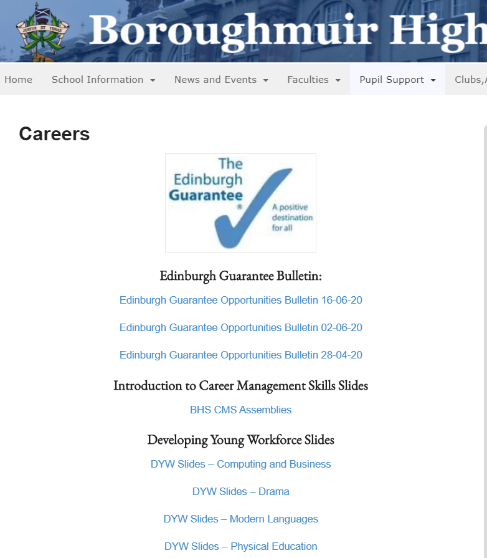 Boroughmuir High
Home School Information News and Events Faculties Pupil Support Clubs,
Careers
The
Edinburgh
Guarantee
®
A positive
destination
for all
Edinburgh Guarantee Bulletin:
Edinburgh Guarantee Opportunities Bulletin 16-06-20
Edinburgh Guarantee Opportunities Bulletin 02-06-20
Edinburgh Guarantee Opportunities Bulletin 28-04-20
Introduction to Career Management Skills Slides
BHS CMS Assemblies
Developing Young Workforce Slides
DYW Slides – Computing and Business
DYW Slides – Drama
DYW Slides – Modern Languages
DYW Slides – Physical Education